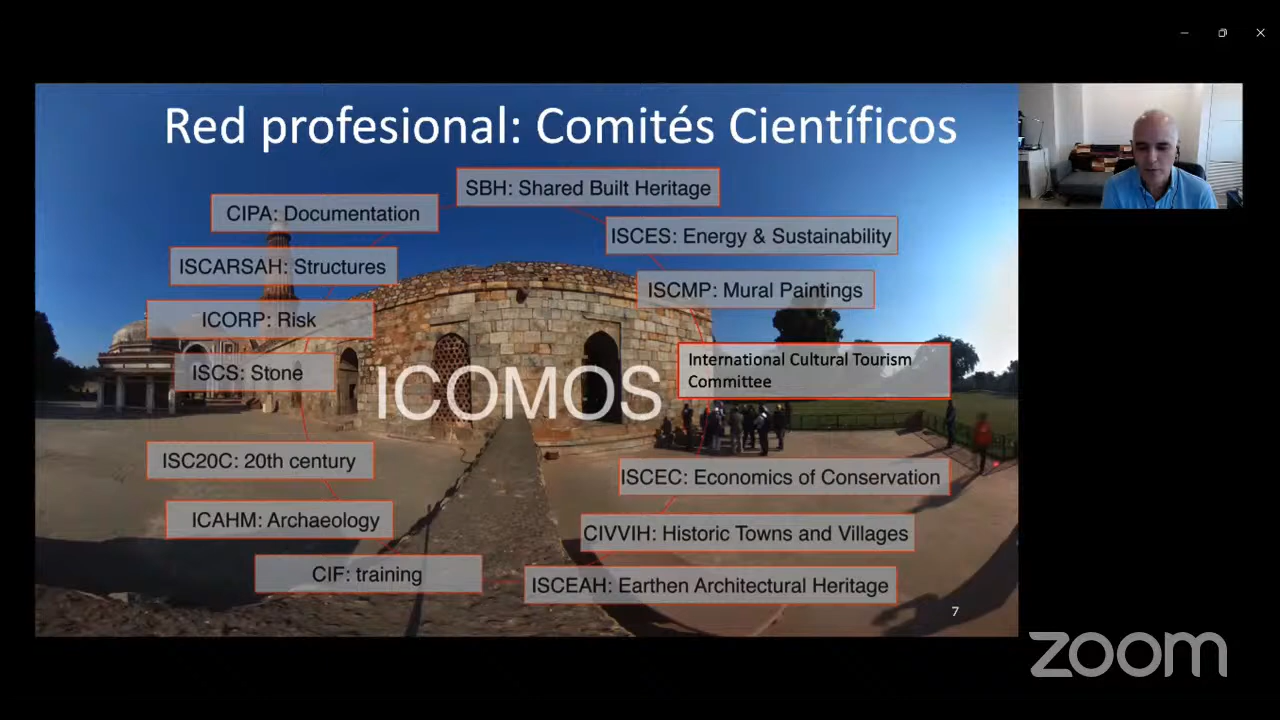 Red profesional: Comités Científicos
SBH: Shared Built Heritage
CIPA: Documentation
ISCES: Energy & Sustainability
ISCARSAH: Structures
ISCMP: Mural Paintings
ICORP: Risk
International Cultural Tourism
Committee
ISCS: Stone
ICOMOS
ISC20C: 20th century
ISCEC: Economics of Conservation
ICAHM: Archaeology
CIVVIH: Historic Towns and Villages
CIF: training
ISCEAH: Earthen Architectural Heritage
7
zoom